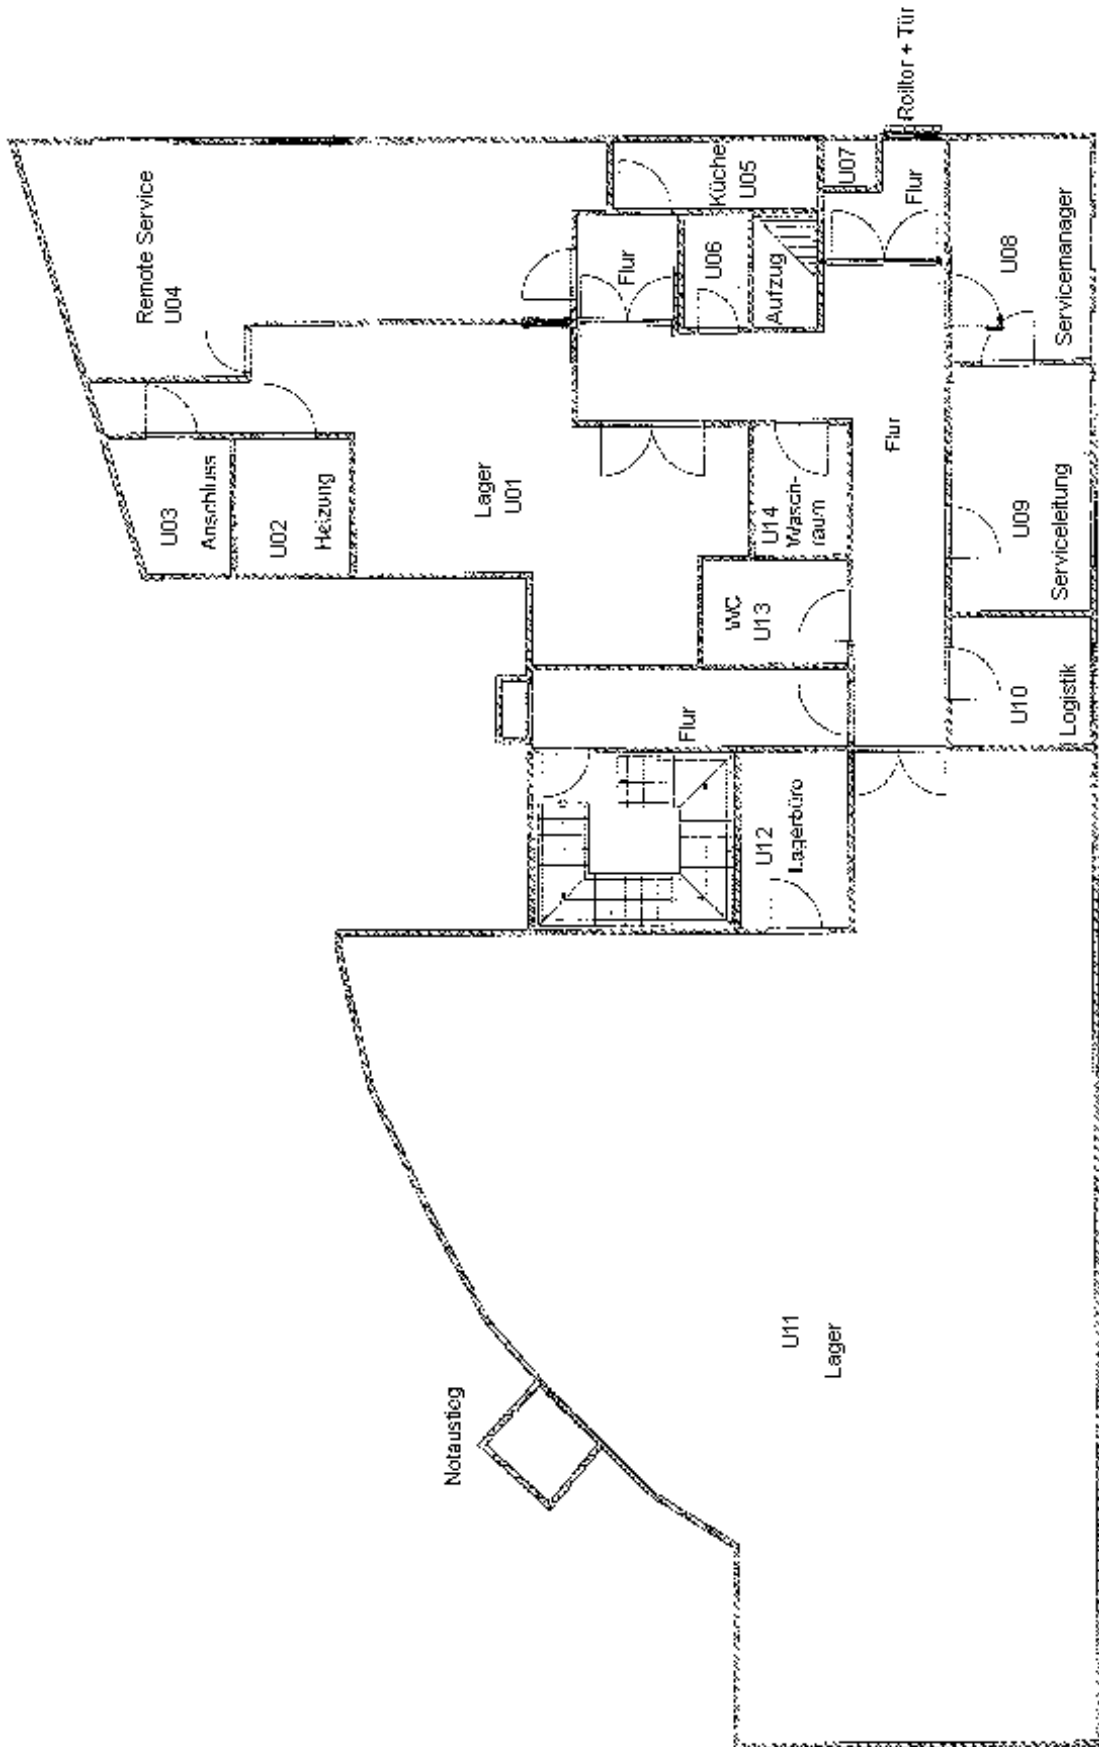 Rolltor + Tür
Remote Service
U04
Küche
U05
U07
Flur
U08
Servicemanager
Flur
U06
Aufzug
U03
Anschluss
U02
Heizung
Lager
U01
U14
Wasch-
raum
Flur
U09
Serviceleitung
WC
U13
Flur
U10
Logistik
U12
Lagerbüro
U11
Lager
Notaustieg